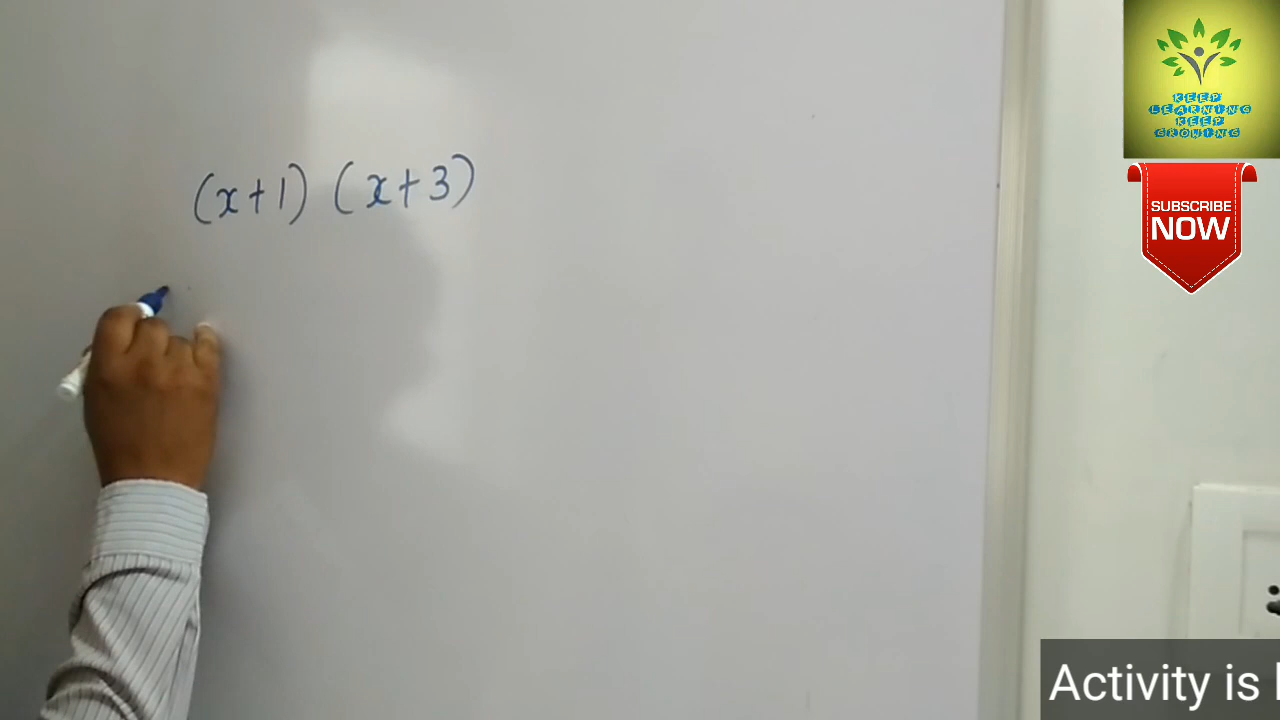 KEEP
LEARNING
KEEP
GROWING
(x+1) (x+3)
SUBSCRIBE
NOW
Activity is